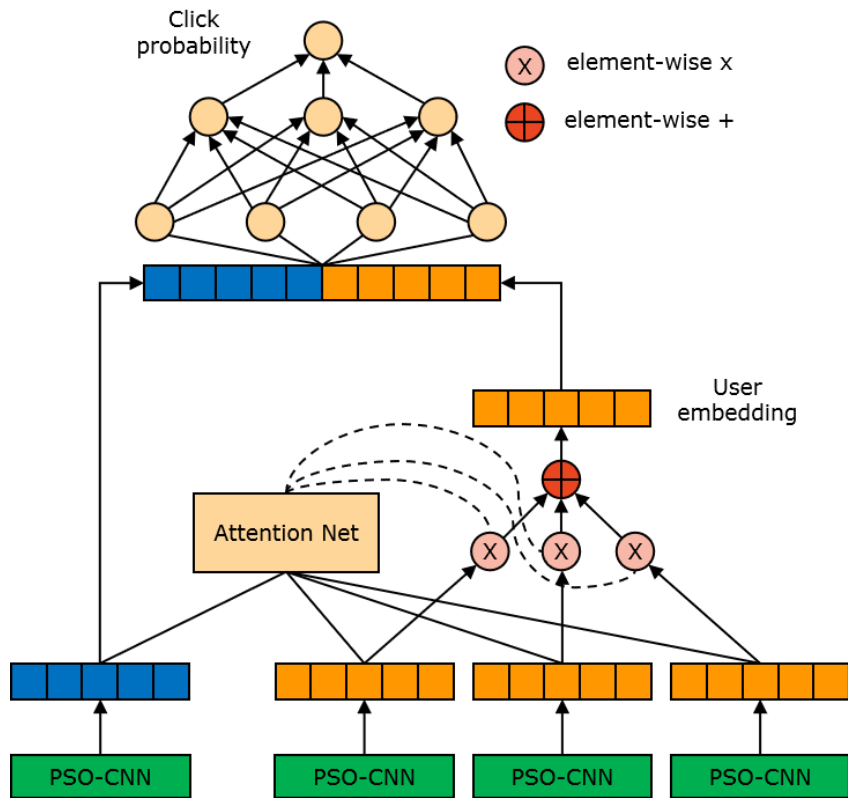 Click
probability
X
element-wise x
element-wise +
User
embedding
Attention Net
X
X
X
PSO-CNN
PSO-CNN
PSO-CNN
PSO-CNN